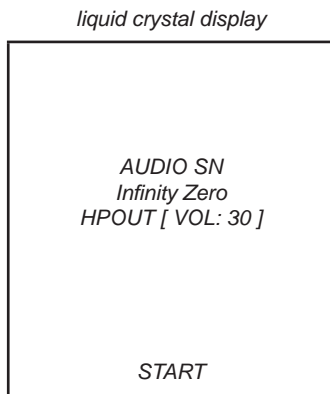 liquid crystal display
AUDIO SN
Infinity Zero
HPOUT [ VOL: 30 ]
START